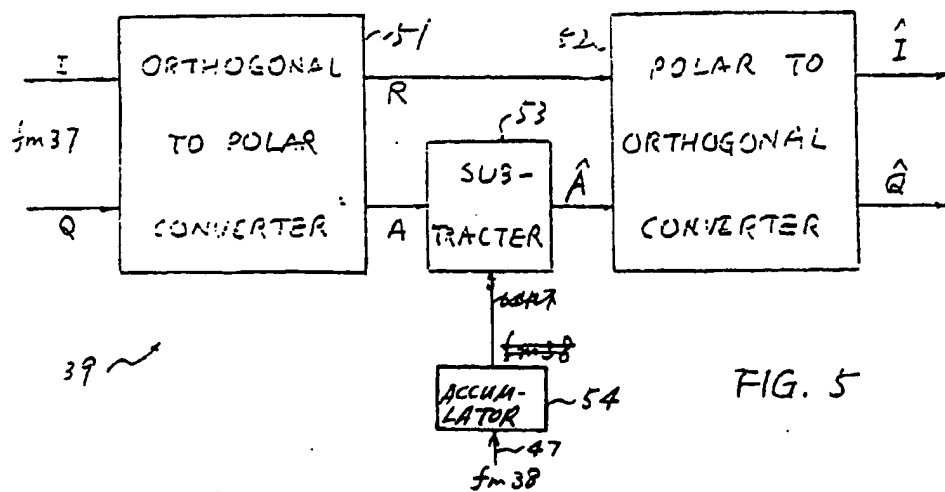 I
fm37
Q
ORTHOGONAL
TO POLAR
CONVERTER
51
R
A
53
SUB-
TRACTER
Â
52
POLAR TO
ORTHOGONAL
CONVERTER
Î
Q̂
fm38
39
ACCUM-
LATOR
54
47
fm38
FIG. 5